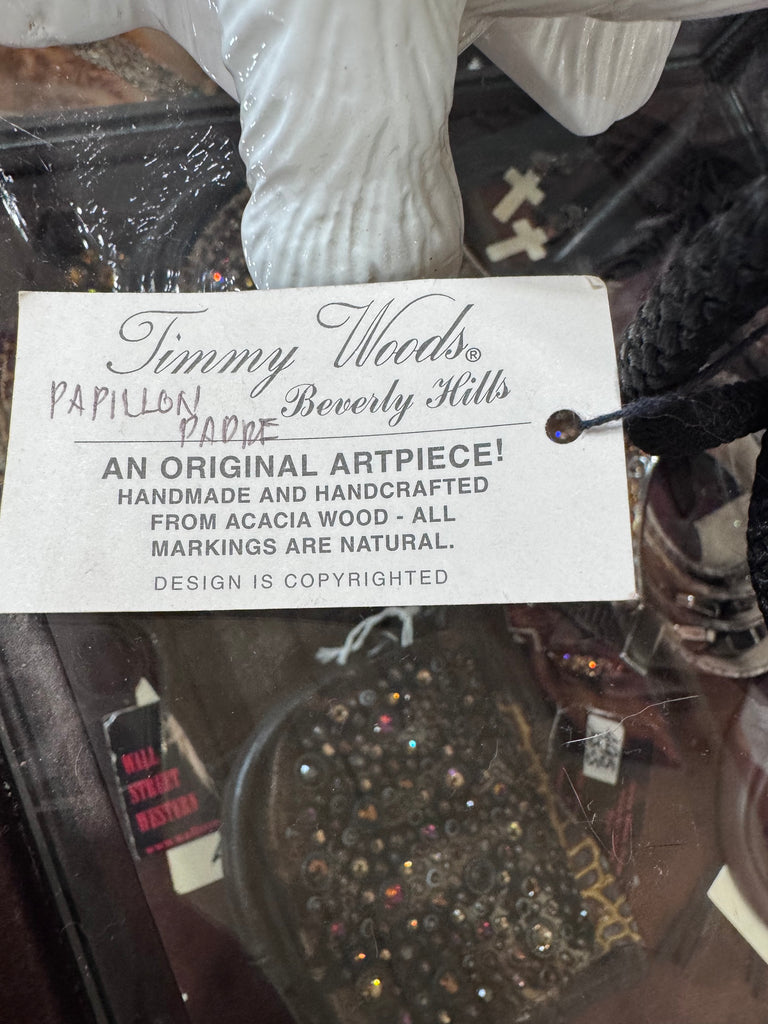 Timmy Woods®
Beverly Hills
PAPILLON
PADRE
AN ORIGINAL ARTPIECE!
HANDMADE AND HANDCRAFTED
FROM ACACIA WOOD - ALL
MARKINGS ARE NATURAL.
DESIGN IS COPYRIGHTED
WALL
STREET
WESTERN